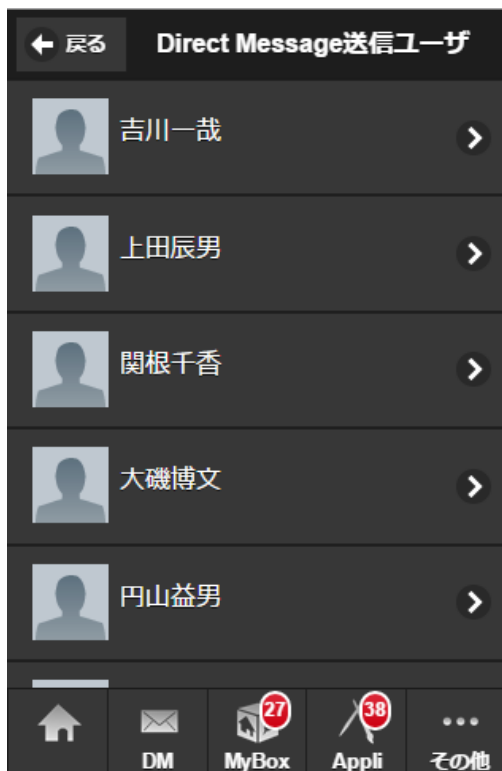 戻る
Direct Message送信ユーザ
吉川一哉
上田辰男
関根千香
大磯博文
円山益男
27
38
DM
MyBox
Appli
その他